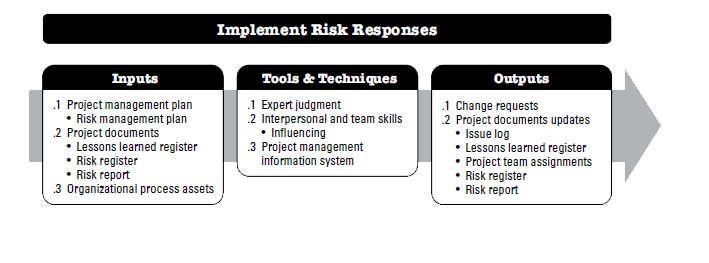 Implement Risk Responses
Inputs
.1 Project management plan
• Risk management plan
.2 Project documents
• Lessons learned register
• Risk register
• Risk report
.3 Organizational process assets
Tools & Techniques
.1 Expert judgment
.2 Interpersonal and team skills
• Influencing
.3 Project management
information system
Outputs
.1 Change requests
.2 Project documents updates
• Issue log
• Lessons learned register
• Project team assignments
• Risk register
• Risk report